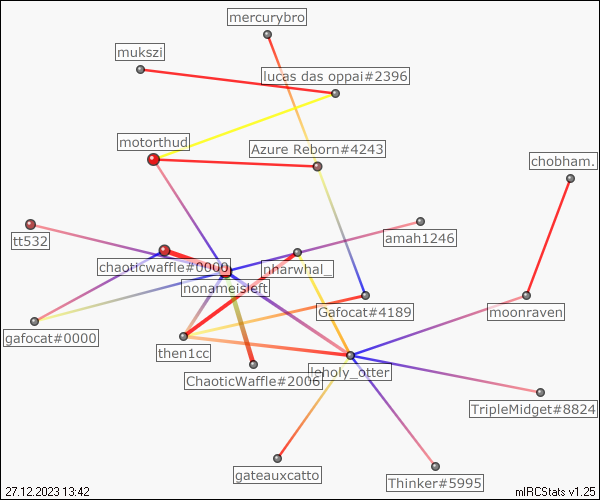 mercurybro
mukszi
lucas das oppai#2396
motorthud
Azure Reborn#4243
chobham.
tt532
amah1246
chaoticwaffle#0000
nharwhal_
nonameisleft
Gafocat#4189
moonraven
gafocat#0000
then1cc
leholy_otter
ChaoticWaffle#2006
TripleMidget#8824
gateauxcatto
Thinker#5995
27.12.2023 13:42
mIRCStats v1.25